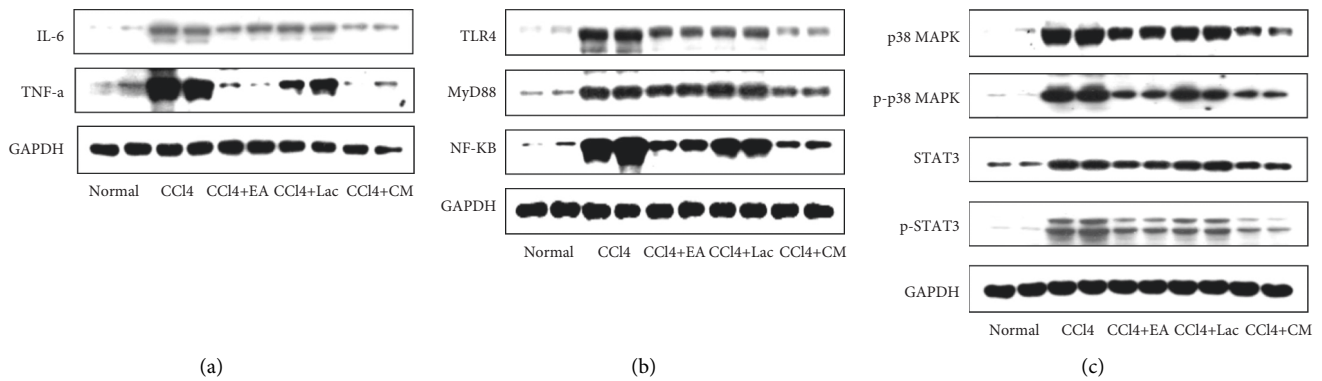 IL-6
TNF-a
GAPDH
Normal CCl4 CCl4+EA CCl4+Lac CCl4+CM
(a)
TLR4
MyD88
NF-KB
GAPDH
Normal CCl4 CCl4+EA CCl4+Lac CCl4+CM
(b)
p38 MAPK
p-p38 MAPK
STAT3
p-STAT3
GAPDH
Normal CCl4 CCl4+EA CCl4+Lac CCl4+CM
(c)